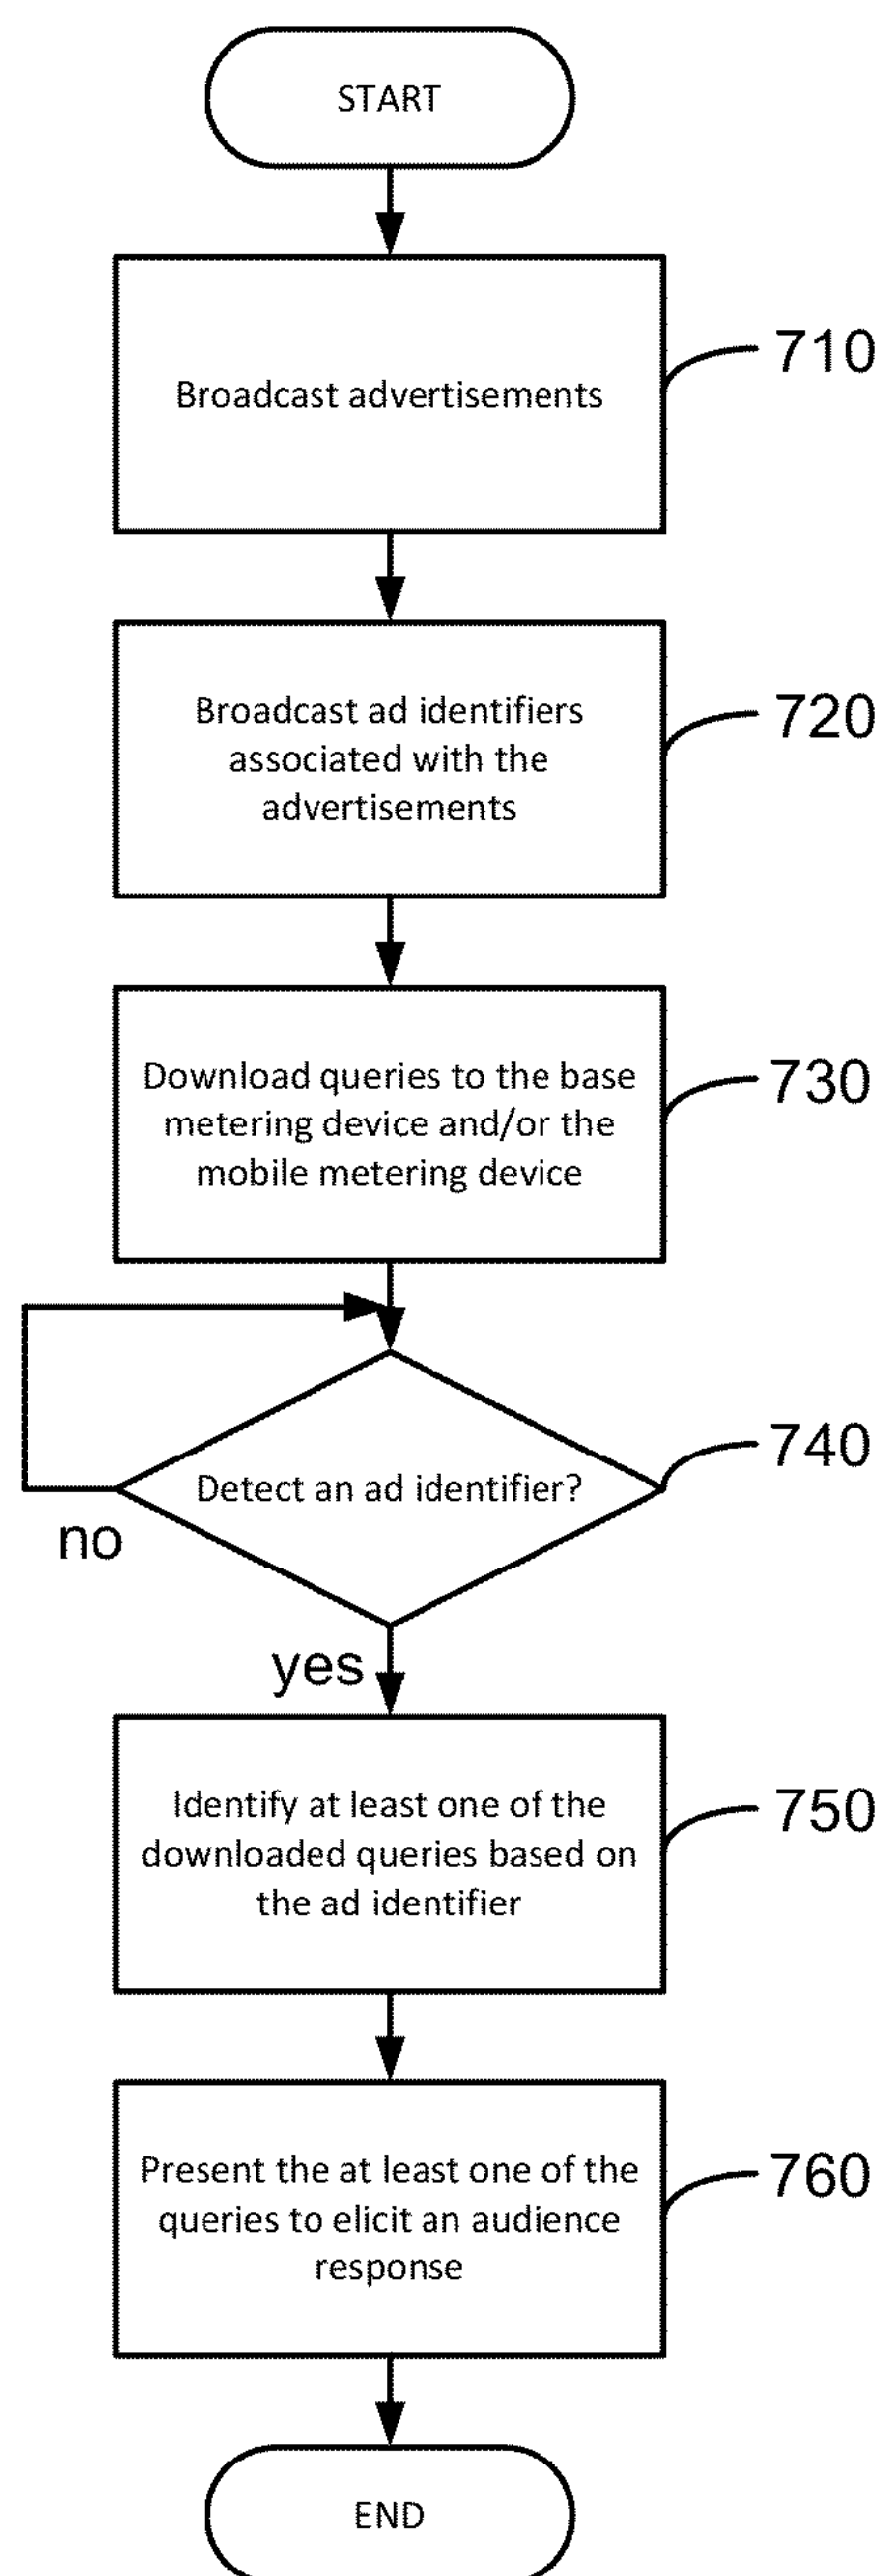 START
Broadcast advertisements
710
Broadcast ad identifiers
associated with the
advertisements
720
Download queries to the base
metering device and/or the
mobile metering device
730
Detect an ad identifier?
740
no
yes
Identify at least one of the
downloaded queries based on
the ad identifier
750
Present the at least one of the
queries to elicit an audience
response
760
END